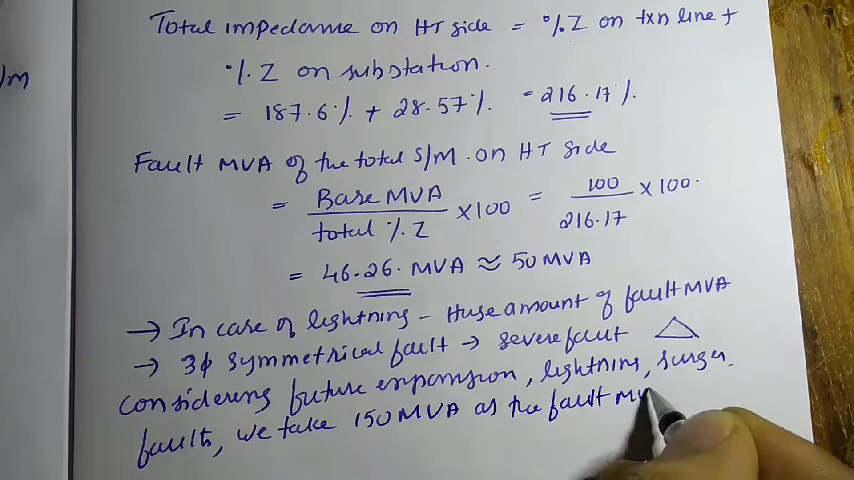 Total impedance on HT side = %Z on txn line +
/m
%Z on substation.
= 187.6% + 28.57% = 216.17%.
Fault MVA of the total S/M. on HT side
= Base MVA / total %Z × 100 = 100 / 216.17 × 100.
= 46.26. MVA ≈ 50 MVA
→ In case of lightning - Huge amount of fault MVA
→ 3ϕ symmetrical fault → severe fault
Considering future expansion, lightning, surges.
faults, we take 150 MVA as the fault MV